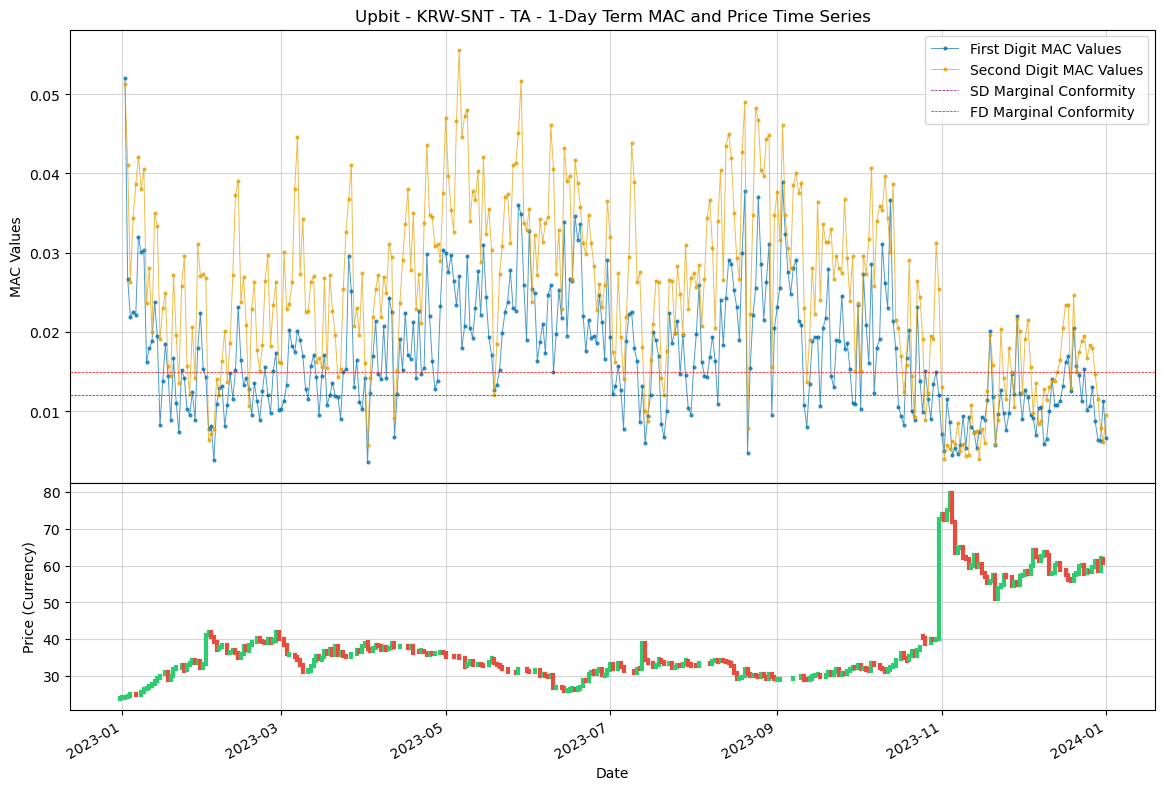 Upbit - KRW-SNT - TA - 1-Day Term MAC and Price Time Series
First Digit MAC Values
Second Digit MAC Values
SD Marginal Conformity
FD Marginal Conformity
MAC Values
0.05
0.04
0.03
0.02
0.01
Price (Currency)
80
70
60
50
40
30
2023-01
2023-03
2023-05
2023-07
2023-09
2023-11
2024-01
Date